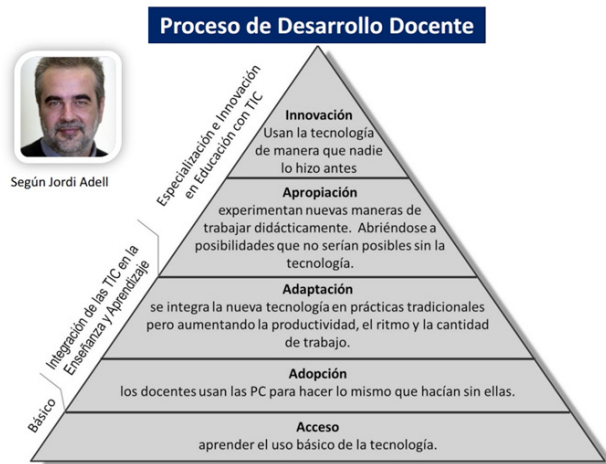 Proceso de Desarrollo Docente
Según Jordi Adell
Especialización e Innovación
en Educación con TIC
Integración de las TIC en la
Enseñanza y Aprendizaje
Básico
Innovación
Usan la tecnología
de manera que nadie
lo hizo antes
Apropiación
experimentan nuevas maneras de
trabajar didácticamente. Abriéndose a
posibilidades que no serían posibles sin la
tecnología.
Adaptación
se integra la nueva tecnología en prácticas tradicionales
pero aumentando la productividad, el ritmo y la cantidad
de trabajo.
Adopción
los docentes usan las PC para hacer lo mismo que hacían sin ellas.
Acceso
aprender el uso básico de la tecnología.